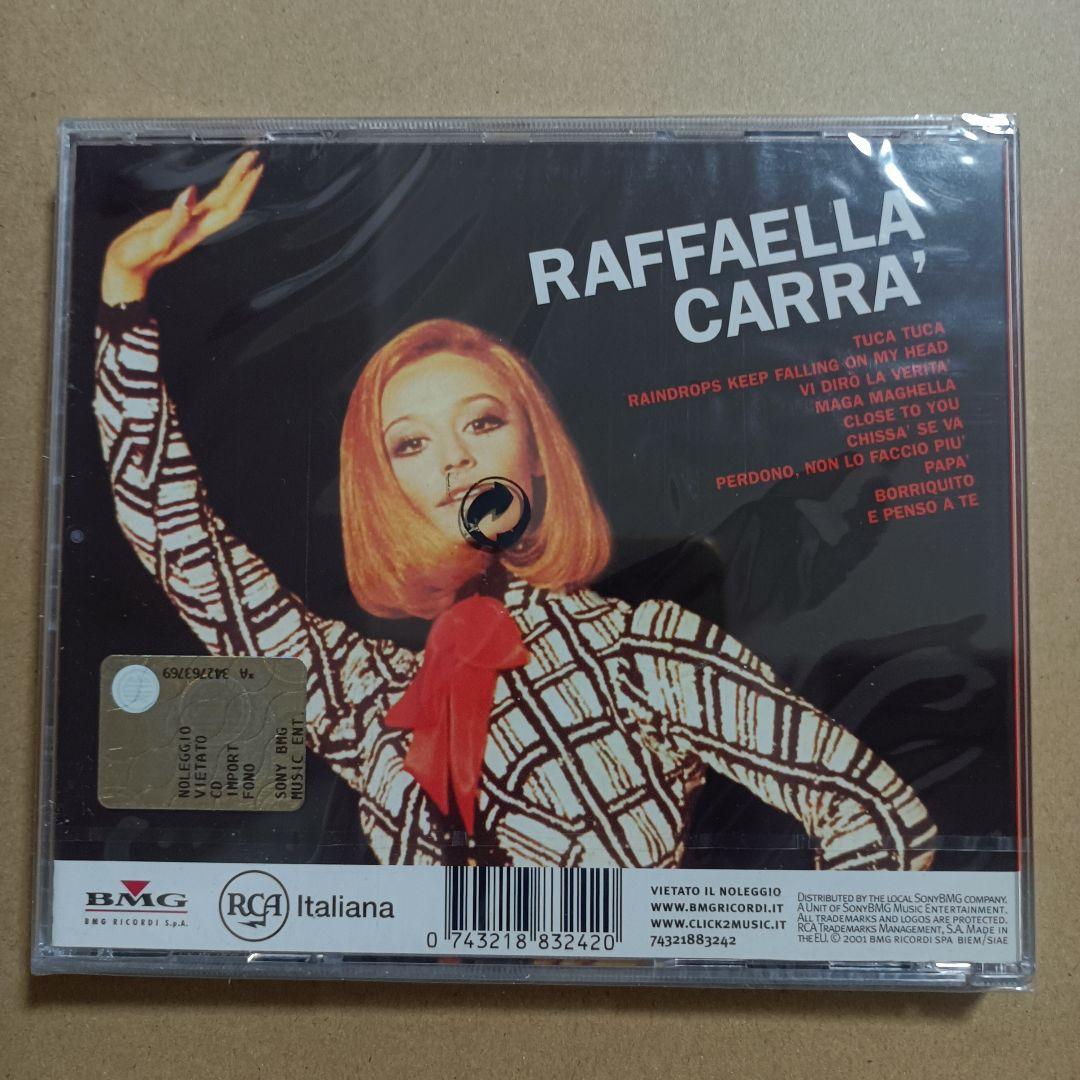 RAFFAELLA
CARRA'
TUCA TUCA
RAINDROPS KEEP FALLING ON MY HEAD
VI DIRÒ LA VERITA'
MAGA MAGHELLA
CLOSE TO YOU
CHISSA' SE VA
PERDONO, NON LO FACCIO PIU'
PAPA'
BORRIQUITO
E PENSO A TE
*A 342763769
NOLEGGIO
VIETATO
CD
IMPORT
FONO
SONY BMG
MUSIC ENT
BMG
BMG RICORDI S.p.A.
RCA Italiana
0 743218 832420
VIETATO IL NOLEGGIO
WWW.BMGRICORDI.IT
WWW.CLICK2MUSIC.IT
74321883242
DISTRIBUTED BY THE LOCAL SONYBMG COMPANY.
A UNIT OF SONYBMG MUSIC ENTERTAINMENT.
ALL TRADEMARKS AND LOGOS ARE PROTECTED.
RCA TRADEMARKS MANAGEMENT, S.A. MADE IN
THE EU. © 2001 BMG RICORDI SPA BIEM/SIAE